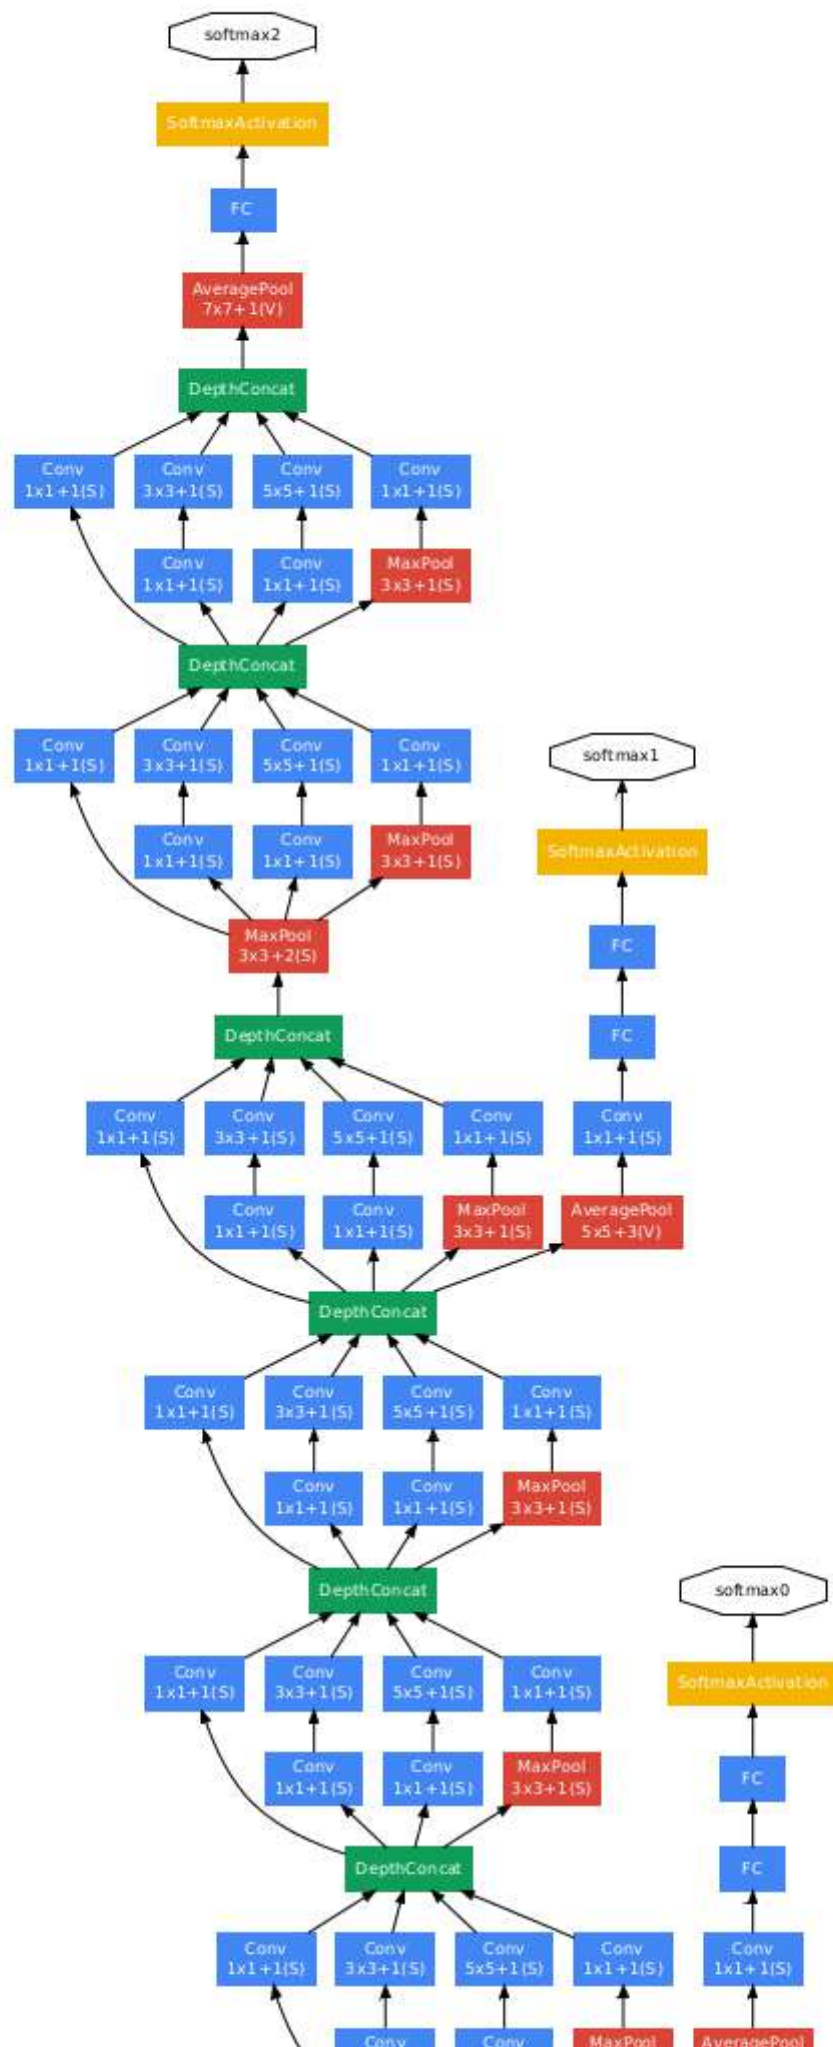 softmax2
SoftmaxActivation
FC
AveragePool
7x7+1(V)
DepthConcat
Conv
1x1+1(S)
Conv
3x3+1(S)
Conv
5x5+1(S)
Conv
1x1+1(S)
Conv
1x1+1(S)
Conv
1x1+1(S)
MaxPool
3x3+1(S)
DepthConcat
Conv
1x1+1(S)
Conv
3x3+1(S)
Conv
5x5+1(S)
Conv
1x1+1(S)
softmax1
Conv
1x1+1(S)
Conv
1x1+1(S)
MaxPool
3x3+1(S)
SoftmaxActivation
MaxPool
3x3+2(S)
FC
DepthConcat
FC
Conv
1x1+1(S)
Conv
3x3+1(S)
Conv
5x5+1(S)
Conv
1x1+1(S)
Conv
1x1+1(S)
Conv
1x1+1(S)
Conv
1x1+1(S)
MaxPool
3x3+1(S)
AveragePool
5x5+3(V)
DepthConcat
Conv
1x1+1(S)
Conv
3x3+1(S)
Conv
5x5+1(S)
Conv
1x1+1(S)
Conv
1x1+1(S)
Conv
1x1+1(S)
MaxPool
3x3+1(S)
DepthConcat
softmax0
Conv
1x1+1(S)
Conv
3x3+1(S)
Conv
5x5+1(S)
Conv
1x1+1(S)
SoftmaxActivation
Conv
1x1+1(S)
Conv
1x1+1(S)
MaxPool
3x3+1(S)
FC
DepthConcat
FC
Conv
1x1+1(S)
Conv
3x3+1(S)
Conv
5x5+1(S)
Conv
1x1+1(S)
Conv
1x1+1(S)
Conv
Conv
MaxPool
AveragePool